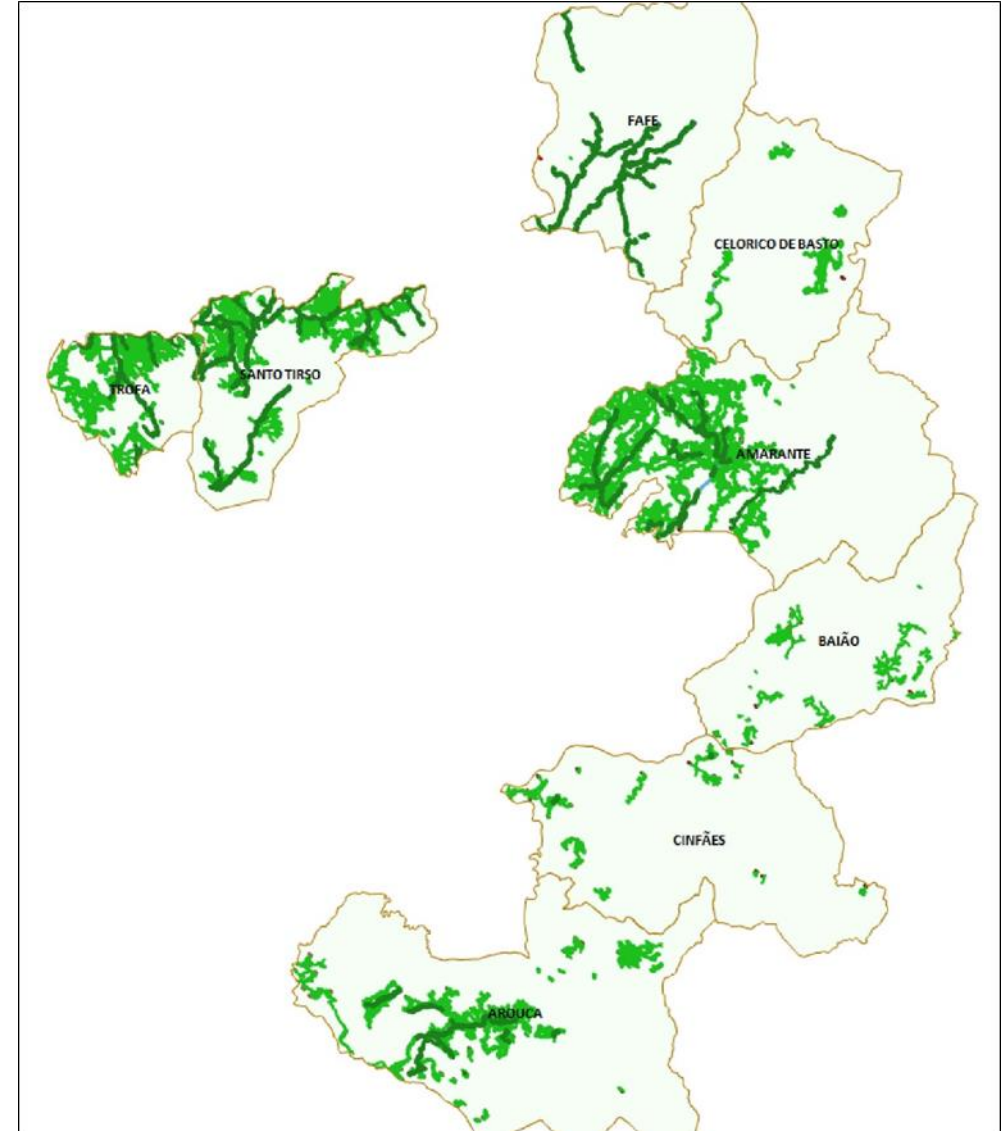 FAFE
CELORICO DE BASTO
TROFA
SANTO TIRSO
AMARANTE
BAIÃO
CINFÃES
AROUCA